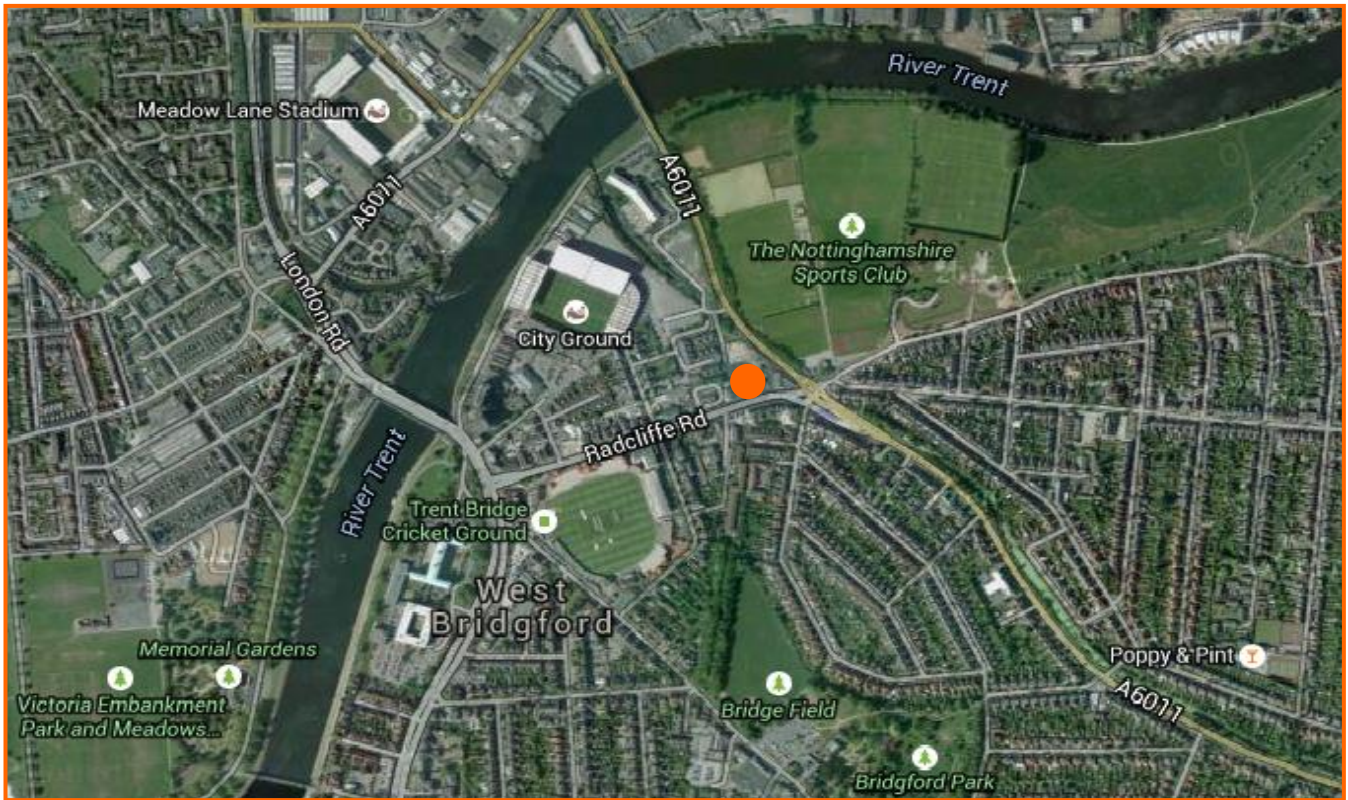 River Trent
Meadow Lane Stadium
A6011
A6011
The Nottinghamshire
Sports Club
London Rd
City Ground
Radcliffe Rd
River Trent
Trent Bridge
Cricket Ground
West
Bridgford
Memorial Gardens
Poppy & Pint
Victoria Embankment
Park and Meadows...
A6011
Bridge Field
Bridgford Park